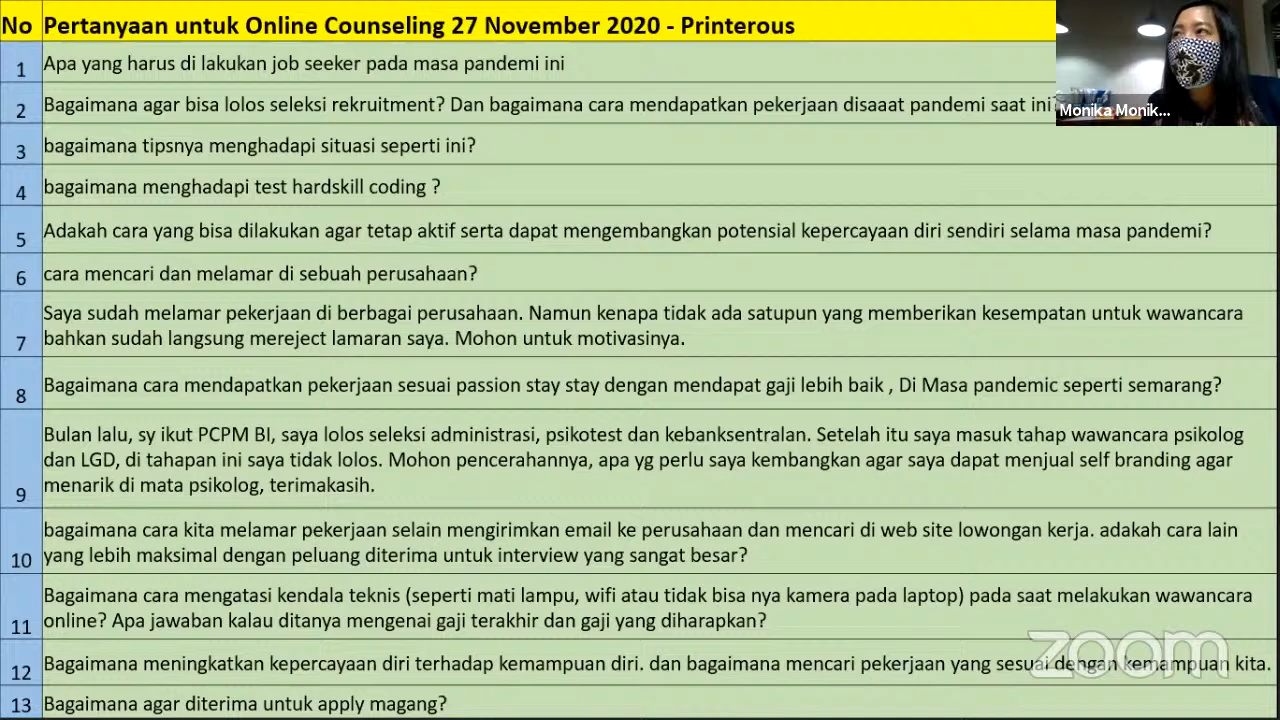 No Pertanyaan untuk Online Counseling 27 November 2020 - Printerous
1 Apa yang harus di lakukan job seeker pada masa pandemi ini
2 Bagaimana agar bisa lolos seleksi rekruitment? Dan bagaimana cara mendapatkan pekerjaan disaaat pandemi saat ini?
Monika Monik...
3 bagaimana tipsnya menghadapi situasi seperti ini?
4 bagaimana menghadapi test hardskill coding ?
5 Adakah cara yang bisa dilakukan agar tetap aktif serta dapat mengembangkan potensial kepercayaan diri sendiri selama masa pandemi?
6 cara mencari dan melamar di sebuah perusahaan?
7 Saya sudah melamar pekerjaan di berbagai perusahaan. Namun kenapa tidak ada satupun yang memberikan kesempatan untuk wawancara
bahkan sudah langsung mereject lamaran saya. Mohon untuk motivasinya.
8 Bagaimana cara mendapatkan pekerjaan sesuai passion stay stay dengan mendapat gaji lebih baik , Di Masa pandemic seperti semarang?
9 Bulan lalu, sy ikut PCPM BI, saya lolos seleksi administrasi, psikotest dan kebanksentralan. Setelah itu saya masuk tahap wawancara psikolog
dan LGD, di tahapan ini saya tidak lolos. Mohon pencerahannya, apa yg perlu saya kembangkan agar saya dapat menjual self branding agar
menarik di mata psikolog, terimakasih.
10 bagaimana cara kita melamar pekerjaan selain mengirimkan email ke perusahaan dan mencari di web site lowongan kerja. adakah cara lain
yang lebih maksimal dengan peluang diterima untuk interview yang sangat besar?
11 Bagaimana cara mengatasi kendala teknis (seperti mati lampu, wifi atau tidak bisa nya kamera pada laptop) pada saat melakukan wawancara
online? Apa jawaban kalau ditanya mengenai gaji terakhir dan gaji yang diharapkan?
zoom
12 Bagaimana meningkatkan kepercayaan diri terhadap kemampuan diri. dan bagaimana mencari pekerjaan yang sesuai dengan kemampuan kita.
13 Bagaimana agar diterima untuk apply magang?